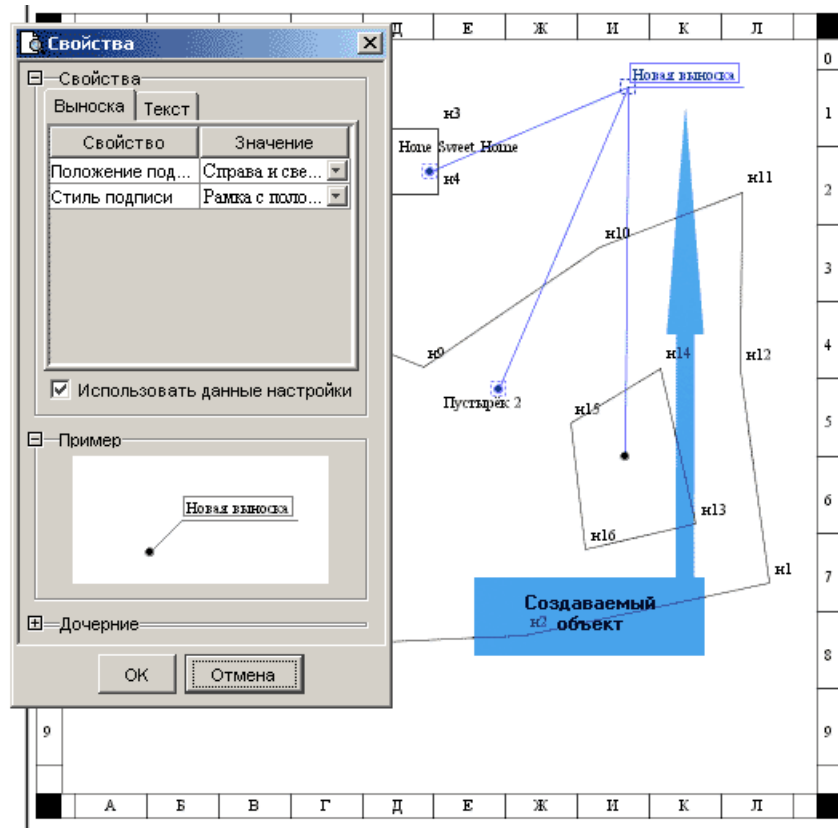 Д Е Ж И К Л
Свойства
0
Свойства
Новая выноска
Выноска Текст
н3
1
Свойство Значение
Home Sweet Home
Положение под... Справа и све...
н4
н11
Стиль подписи Рамка с поло...
2
н10
3
4
н9
н14
н12
Использовать данные настройки
Пустырёк 2
н15
5
Пример
6
Новая выноска
н13
н16
н1
7
Создаваемый
н2 объект
Дочерние
8
OK Отмена
9 9
А Б В Г Д Е Ж И К Л